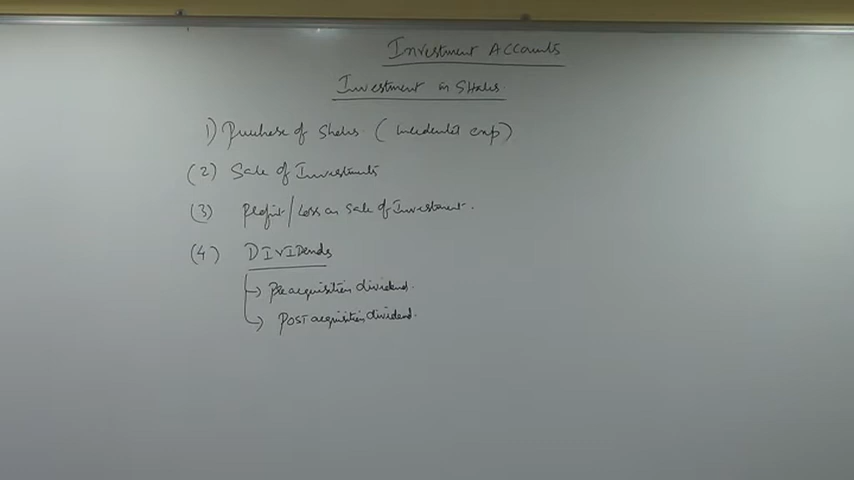 Investment Accounts
Investment in Shares.
1) Purchase of Shares. (Incidental exp)
(2) Sale of Investments
(3) Profit/Loss on Sale of Investment.
(4) DIVIDends
Pre acquisition dividend.
POST acquisition dividend.